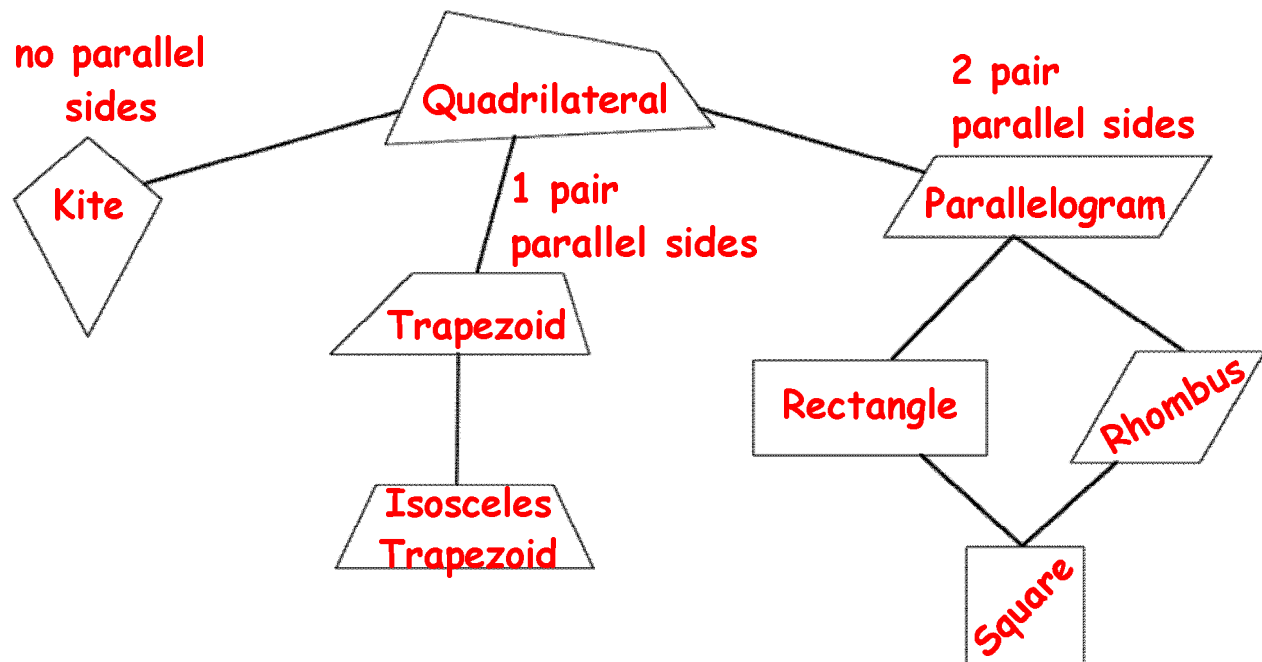 no parallel
sides
Quadrilateral
2 pair
parallel sides
Kite
1 pair
parallel sides
Parallelogram
Trapezoid
Rectangle
Rhombus
Isosceles
Trapezoid
Square